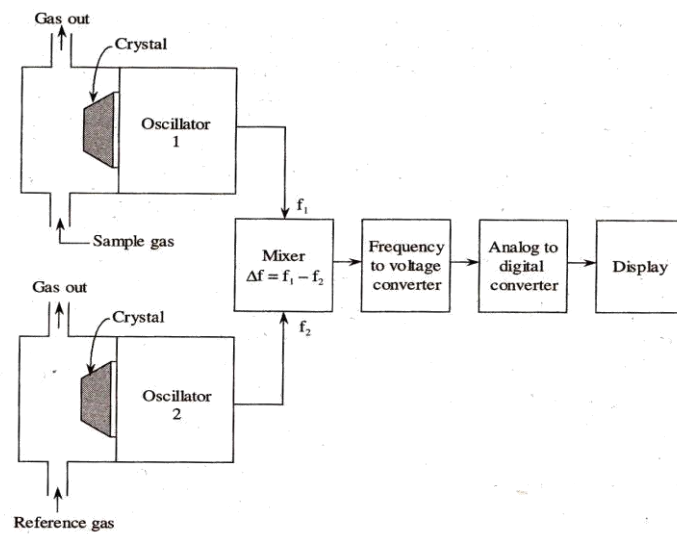 Gas out
Crystal
Oscillator
1
f₁
Sample gas
Mixer
Δf = f₁ – f₂
Frequency
to voltage
converter
Analog to
digital
converter
Display
Gas out
Crystal
f₂
Oscillator
2
Reference gas